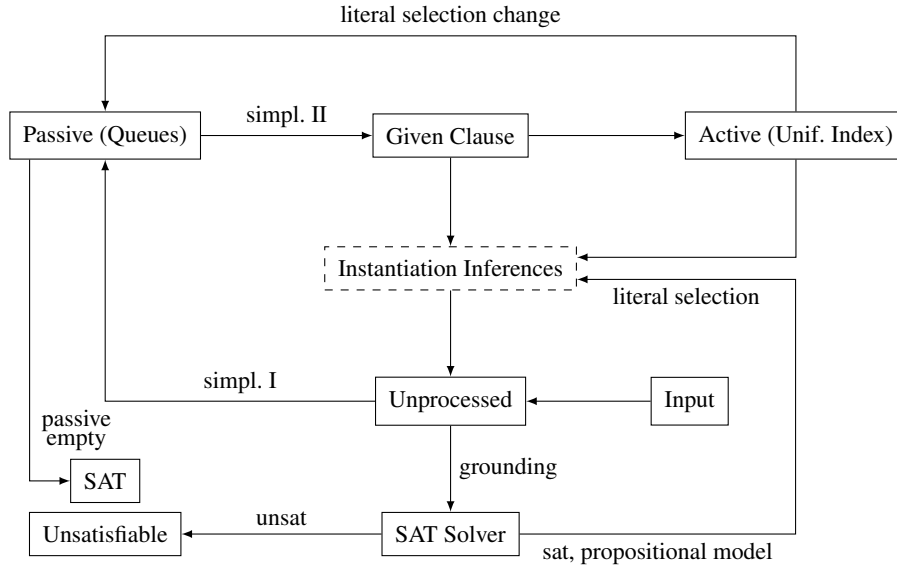 literal selection change
simpl. II
Passive (Queues)
Given Clause
Active (Unif. Index)
Instantiation Inferences
literal selection
simpl. I
Unprocessed
Input
passive
empty
grounding
SAT
unsat
Unsatisfiable
SAT Solver
sat, propositional model